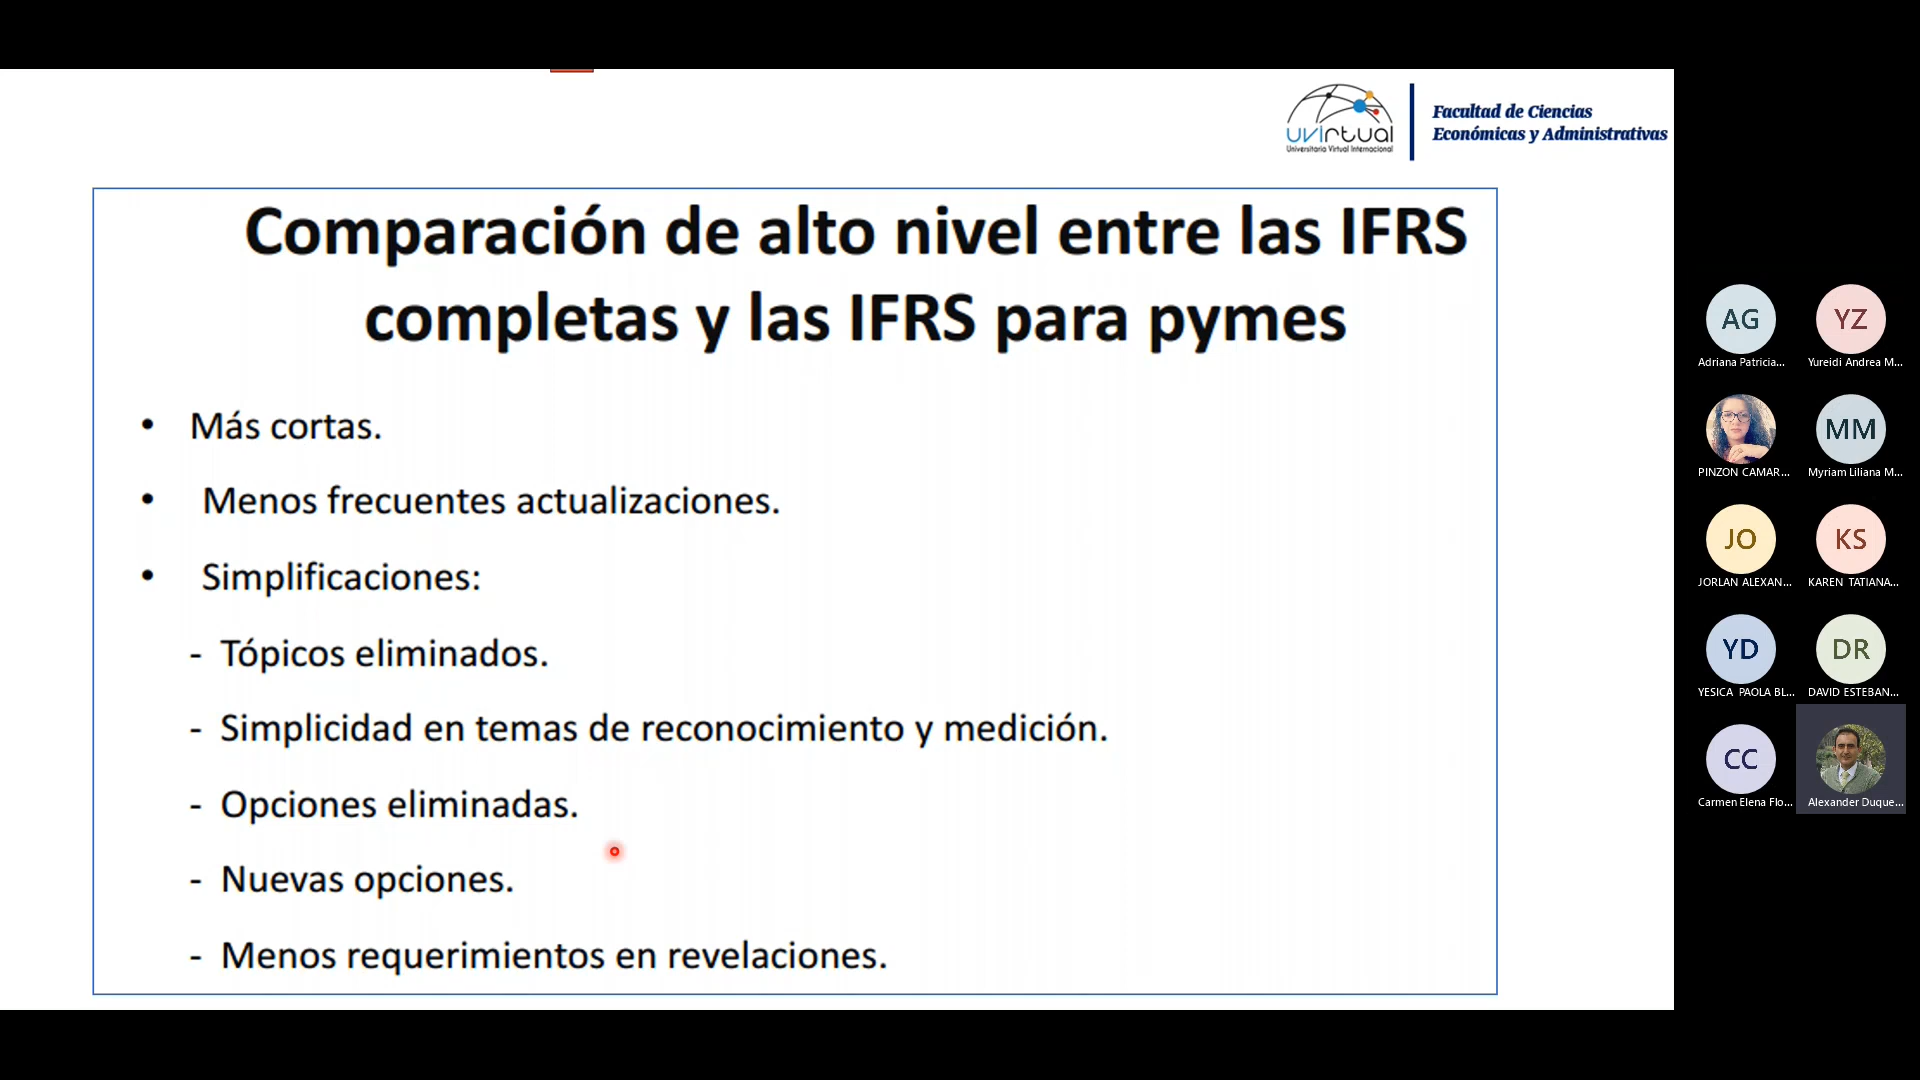 uvirtual
Universitaria Virtual Internacional
Facultad de Ciencias
Económicas y Administrativas
Comparación de alto nivel entre las IFRS
completas y las IFRS para pymes
• Más cortas.
• Menos frecuentes actualizaciones.
• Simplificaciones:
- Tópicos eliminados.
- Simplicidad en temas de reconocimiento y medición.
- Opciones eliminadas.
- Nuevas opciones.
- Menos requerimientos en revelaciones.
AG
Adriana Patricia...
YZ
Yureidi Andrea M...
PINZON CAMAR...
MM
Myriam Liliana M...
JO
JORLAN ALEXAN...
KS
KAREN TATIANA...
YD
YESICA PAOLA BL...
DR
DAVID ESTEBAN...
CC
Carmen Elena Flo...
Alexander Duque...